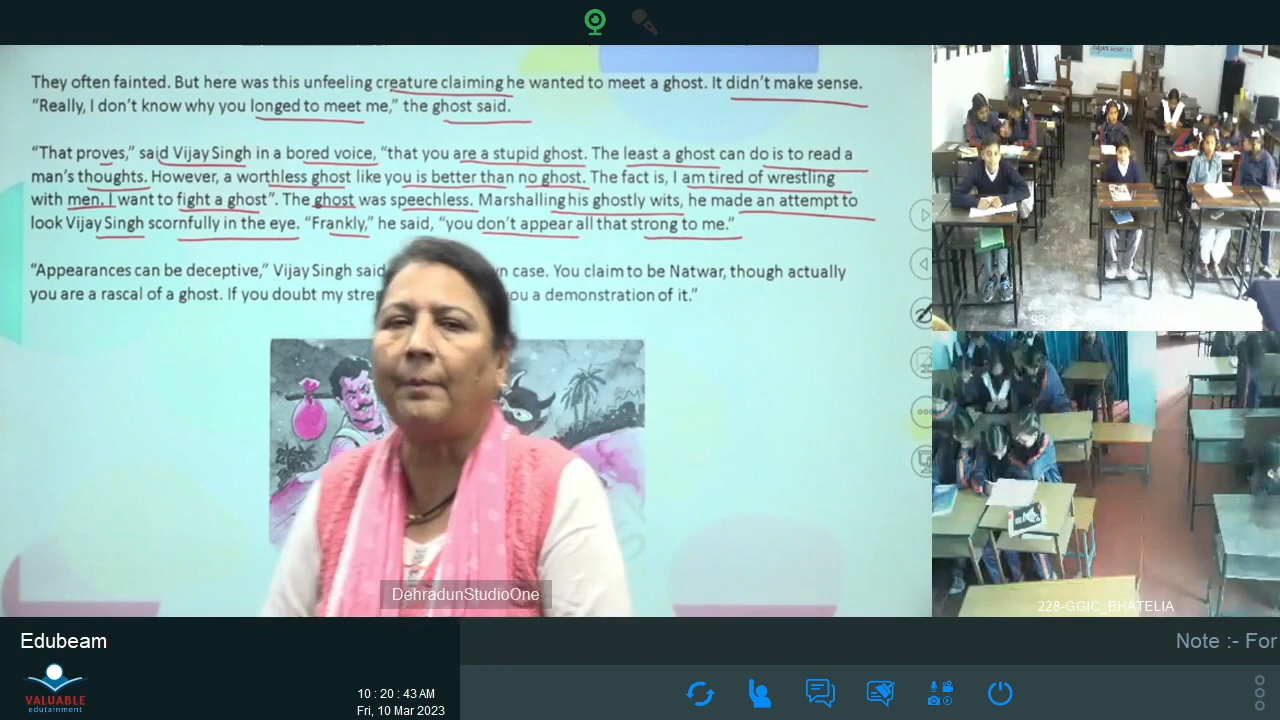 They often fainted. But here was this unfeeling creature claiming he wanted to meet a ghost. It didn't make sense.
"Really, I don't know why you longed to meet me," the ghost said.
"That proves," said Vijay Singh in a bored voice, "that you are a stupid ghost. The least a ghost can do is to read a
man's thoughts. However, a worthless ghost like you is better than no ghost. The fact is, I am tired of wrestling
with men. I want to fight a ghost". The ghost was speechless. Marshalling his ghostly wits, he made an attempt to
look Vijay Singh scornfully in the eye. "Frankly," he said, "you don't appear all that strong to me."
"Appearances can be deceptive," Vijay Singh said case. You claim to be Natwar, though actually
you are a rascal of a ghost. If you doubt my you a demonstration of it."
DehradunStudioOne
228-GGIC_BHATELIA
Edubeam
Note :- For
VALUABLE
edutainment
10 : 20 : 43 AM
Fri, 10 Mar 2023